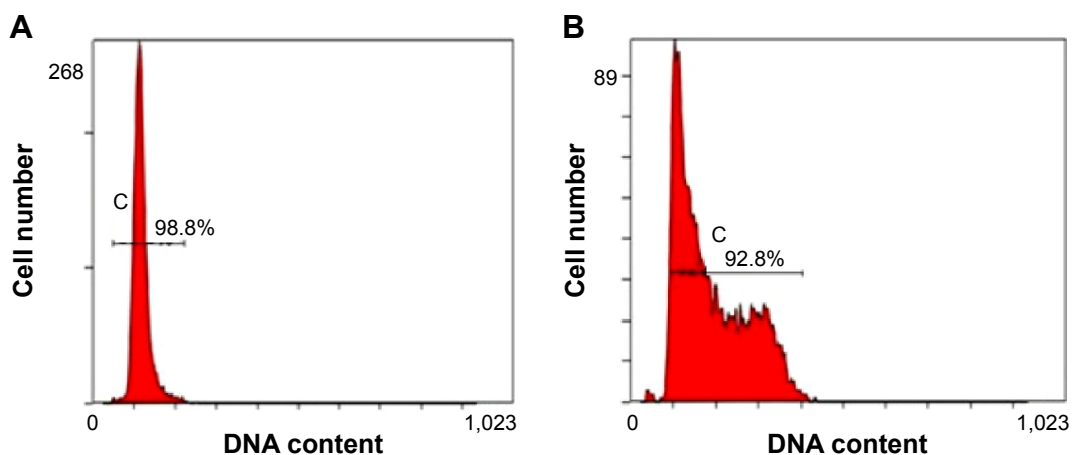 A
268
Cell number
C
98.8%
0
1,023
DNA content
B
89
Cell number
C
92.8%
0
1,023
DNA content